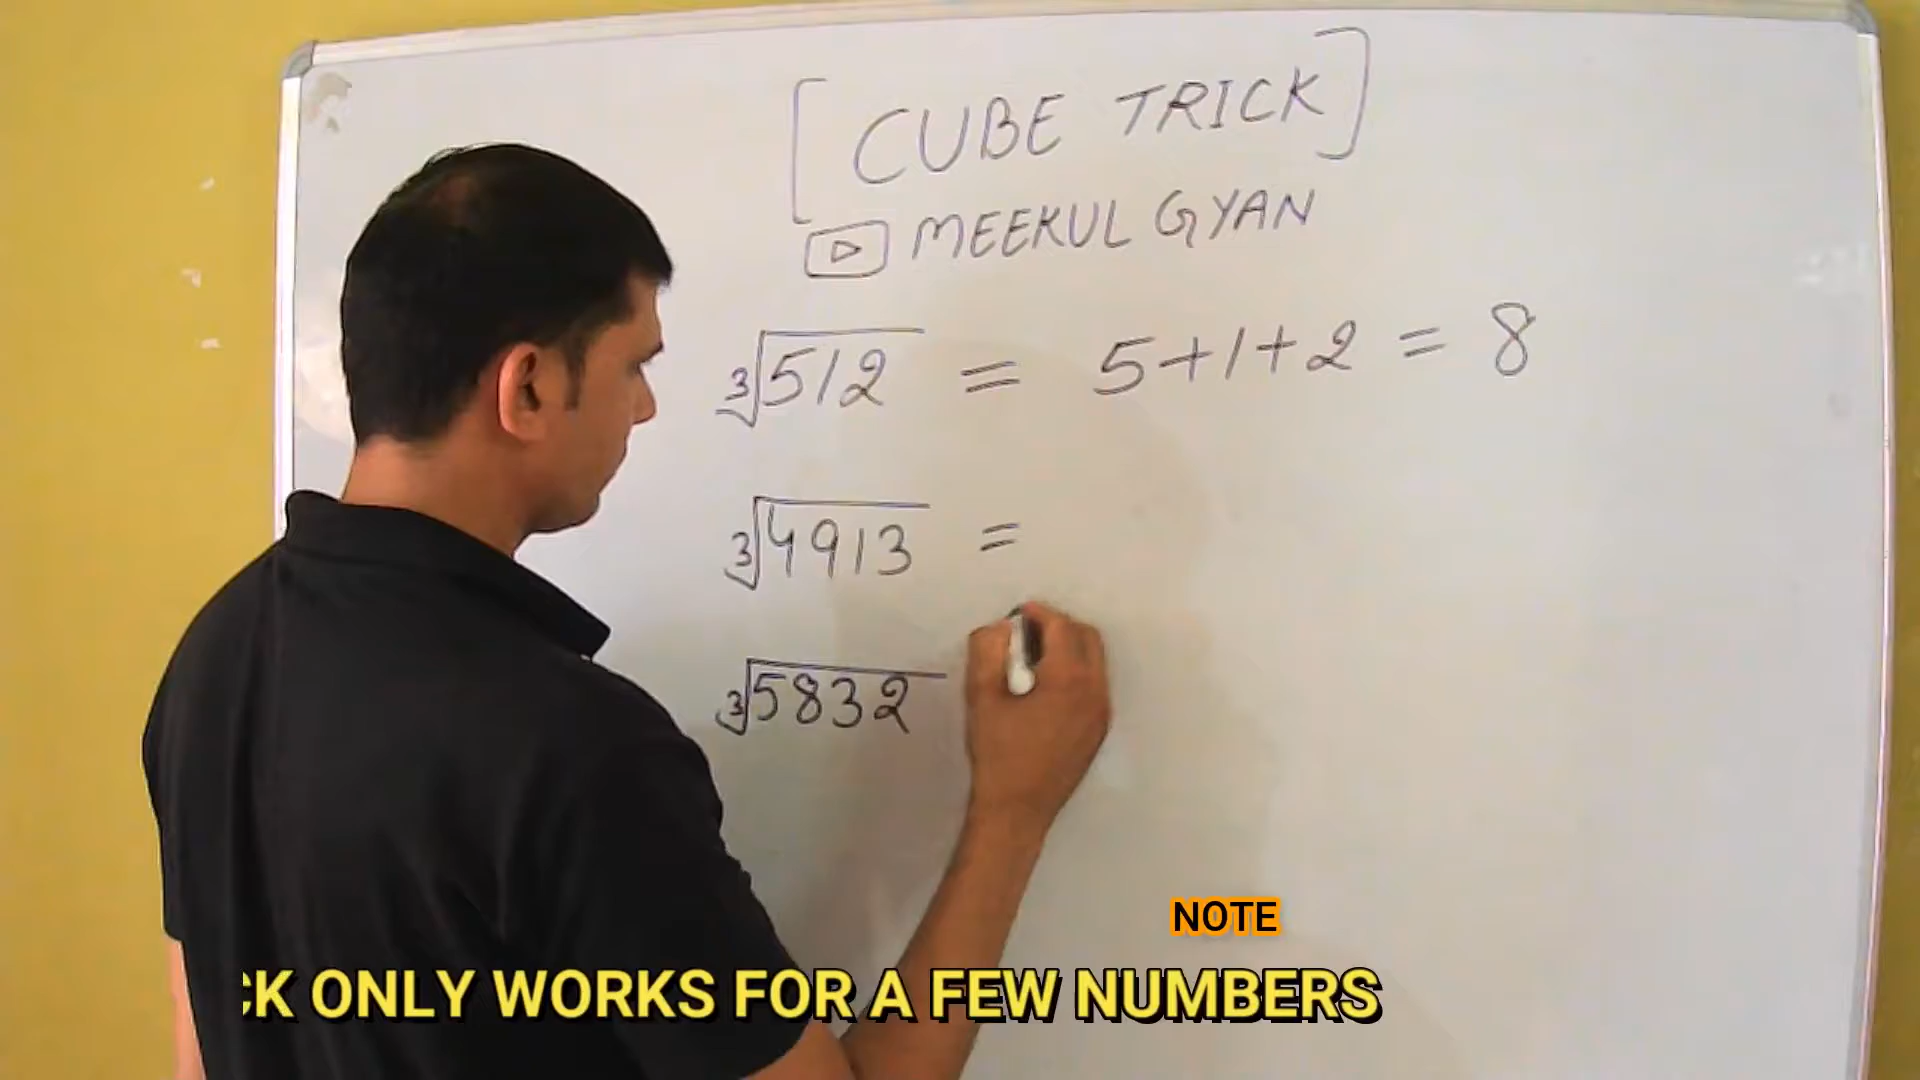 [CUBE TRICK]
MEEKUL GYAN
∛512 = 5+1+2 = 8
∛4913 =
∛5832
NOTE
CK ONLY WORKS FOR A FEW NUMBERS